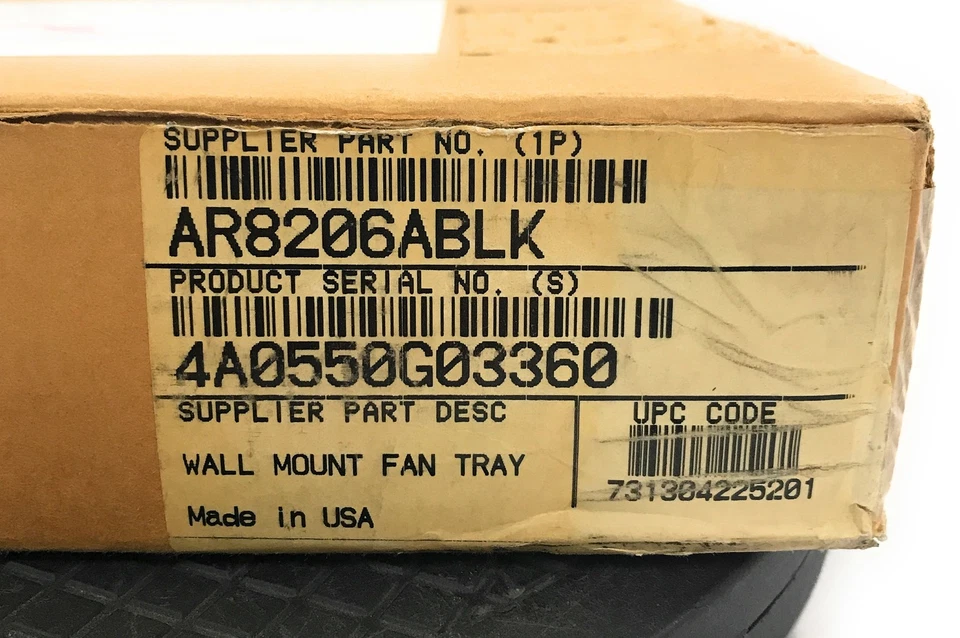 SUPPLIER PART NO. (1P)
AR8206ABLK
PRODUCT SERIAL NO. (S)
4A0550G03360
SUPPLIER PART DESC
WALL MOUNT FAN TRAY
Made in USA
UPC CODE
731304225201